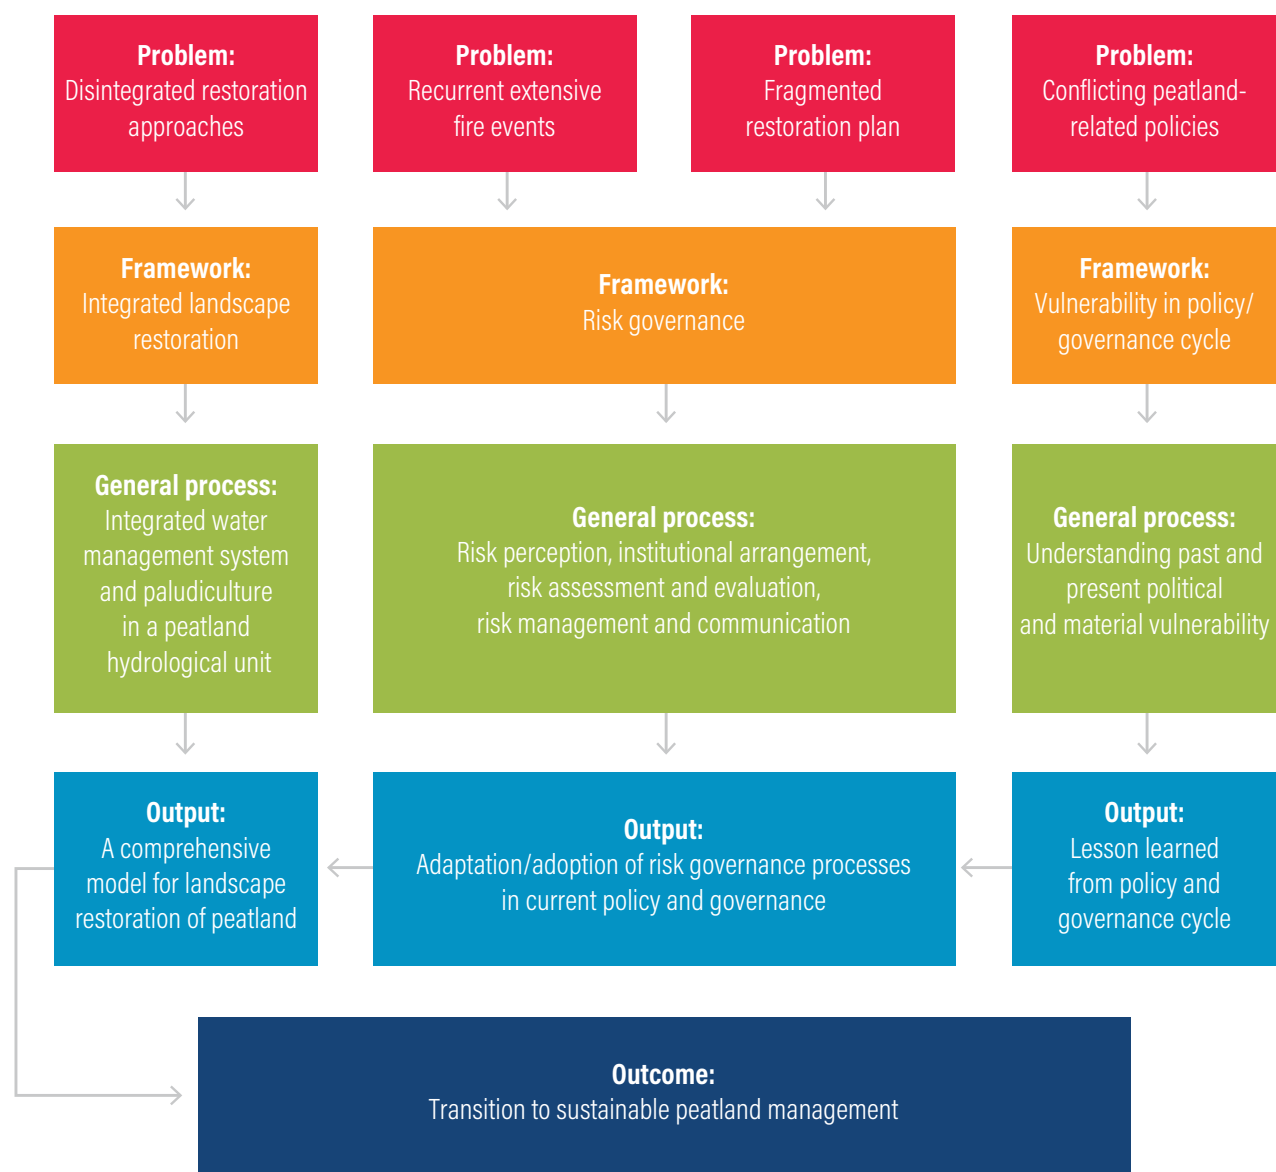 Problem:
Disintegrated restoration
approaches
Problem:
Recurrent extensive
fire events
Problem:
Fragmented
restoration plan
Problem:
Conflicting peatland-
related policies
Framework:
Integrated landscape
restoration
Framework:
Risk governance
Framework:
Vulnerability in policy/
governance cycle
General process:
Integrated water
management system
and paludiculture
in a peatland
hydrological unit
General process:
Risk perception, institutional arrangement,
risk assessment and evaluation,
risk management and communication
General process:
Understanding past and
present political
and material vulnerability
Output:
A comprehensive
model for landscape
restoration of peatland
Output:
Adaptation/adoption of risk governance processes
in current policy and governance
Output:
Lesson learned
from policy and
governance cycle
Outcome:
Transition to sustainable peatland management